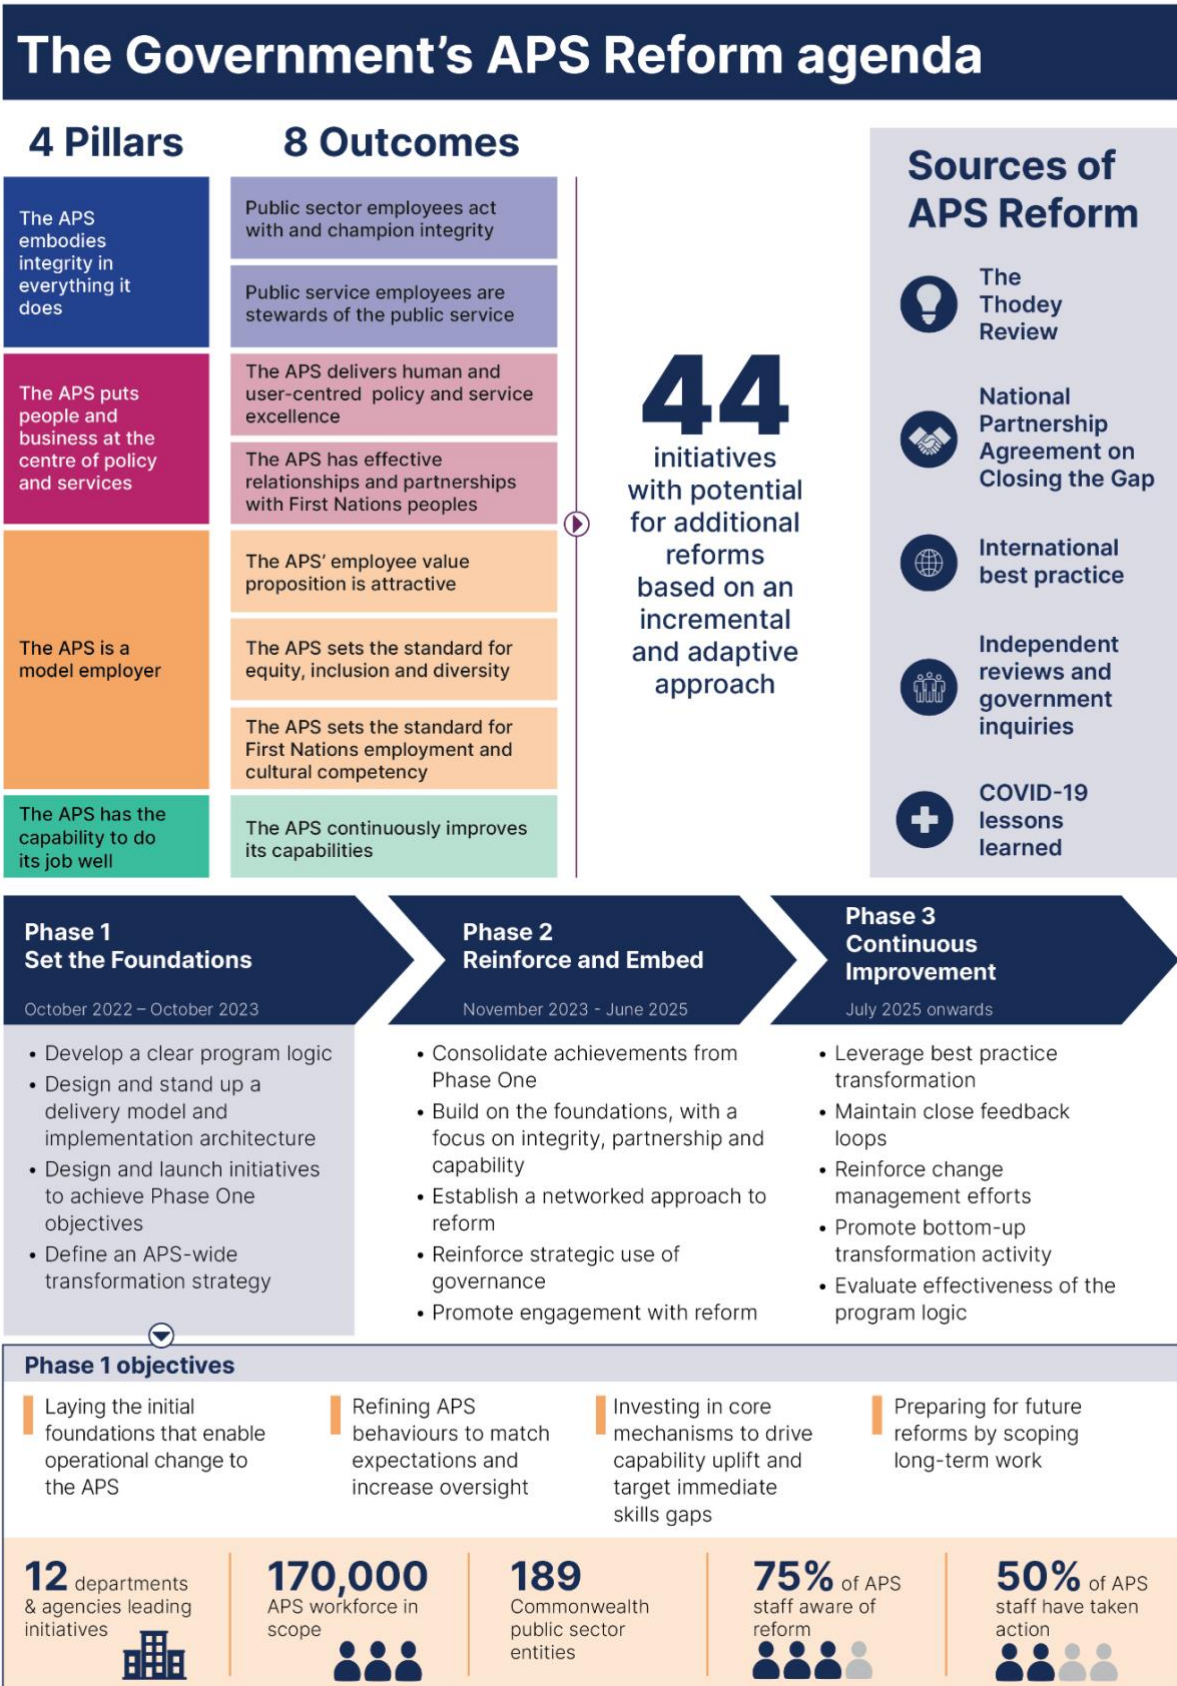 The Government's APS Reform agenda
4 Pillars
8 Outcomes
The APS
embodies
integrity in
everything it
does
Public sector employees act
with and champion integrity
Public service employees are
stewards of the public service
The APS puts
people and
business at the
centre of policy
and services
The APS delivers human and
user-centred policy and service
excellence
The APS has effective
relationships and partnerships
with First Nations peoples
The APS is a
model employer
The APS' employee value
proposition is attractive
The APS sets the standard for
equity, inclusion and diversity
The APS sets the standard for
First Nations employment and
cultural competency
The APS has the
capability to do
its job well
The APS continuously improves
its capabilities
44
initiatives
with potential
for additional
reforms
based on an
incremental
and adaptive
approach
Sources of
APS Reform
The
Thodey
Review
National
Partnership
Agreement on
Closing the Gap
International
best practice
Independent
reviews and
government
inquiries
COVID-19
lessons
learned
Phase 1
Set the Foundations
October 2022 – October 2023
• Develop a clear program logic
• Design and stand up a
delivery model and
implementation architecture
• Design and launch initiatives
to achieve Phase One
objectives
• Define an APS-wide
transformation strategy
Phase 2
Reinforce and Embed
November 2023 - June 2025
• Consolidate achievements from
Phase One
• Build on the foundations, with a
focus on integrity, partnership and
capability
• Establish a networked approach to
reform
• Reinforce strategic use of
governance
• Promote engagement with reform
Phase 3
Continuous
Improvement
July 2025 onwards
• Leverage best practice
transformation
• Maintain close feedback
loops
• Reinforce change
management efforts
• Promote bottom-up
transformation activity
• Evaluate effectiveness of the
program logic
Phase 1 objectives
Laying the initial
foundations that enable
operational change to
the APS
Refining APS
behaviours to match
expectations and
increase oversight
Investing in core
mechanisms to drive
capability uplift and
target immediate
skills gaps
Preparing for future
reforms by scoping
long-term work
12 departments
& agencies leading
initiatives
170,000
APS workforce in
scope
189
Commonwealth
public sector
entities
75% of APS
staff aware of
reform
50% of APS
staff have taken
action